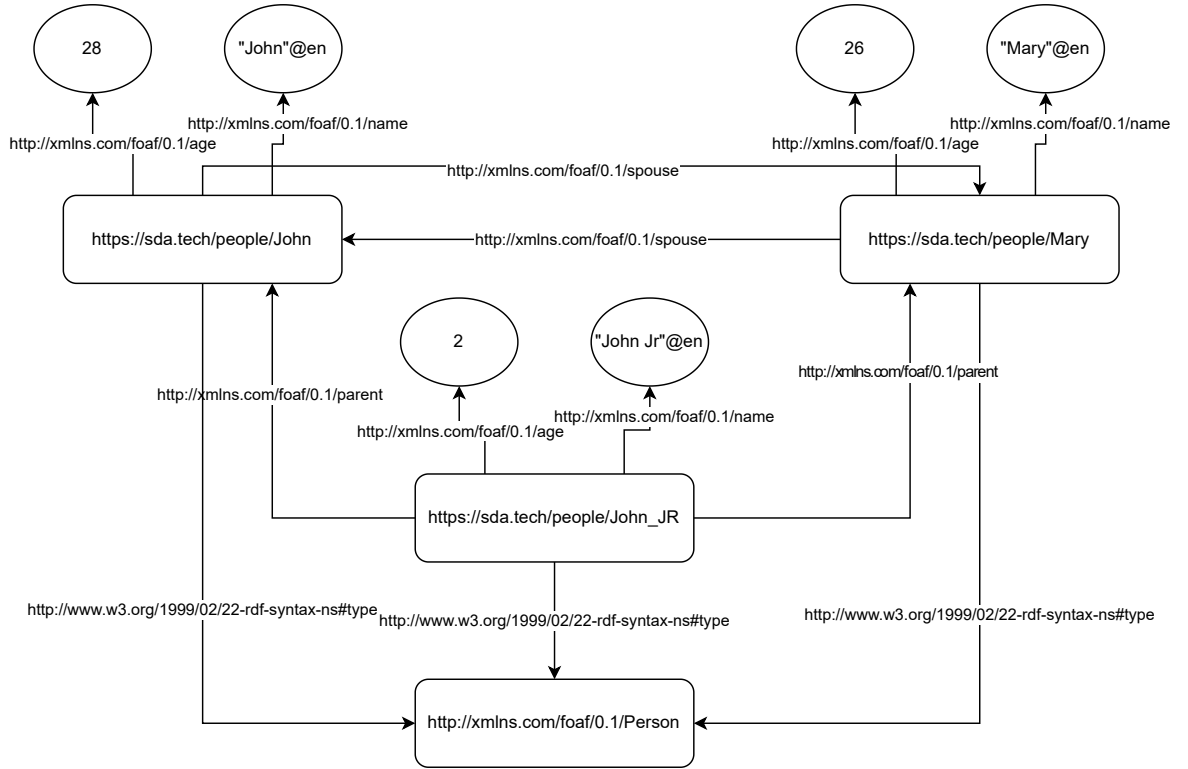 28
"John"@en
26
"Mary"@en
http://xmlns.com/foaf/0.1/name
http://xmlns.com/foaf/0.1/name
http://xmlns.com/foaf/0.1/age
http://xmlns.com/foaf/0.1/age
http://xmlns.com/foaf/0.1/spouse
https://sda.tech/people/John
http://xmlns.com/foaf/0.1/spouse
https://sda.tech/people/Mary
2
"John Jr"@en
http://xmlns.com/foaf/0.1/parent
http://xmlns.com/foaf/0.1/parent
http://xmlns.com/foaf/0.1/name
http://xmlns.com/foaf/0.1/age
https://sda.tech/people/John_JR
http://www.w3.org/1999/02/22-rdf-syntax-ns#type
http://www.w3.org/1999/02/22-rdf-syntax-ns#type
http://www.w3.org/1999/02/22-rdf-syntax-ns#type
http://xmlns.com/foaf/0.1/Person